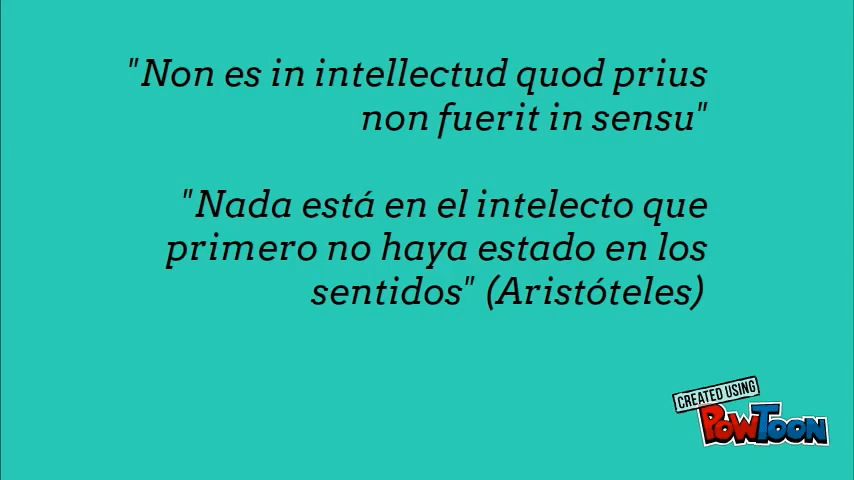 "Non es in intellectud quod prius
non fuerit in sensu"
"Nada está en el intelecto que
primero no haya estado en los
sentidos" (Aristóteles)
CREATED USING
POWTOON